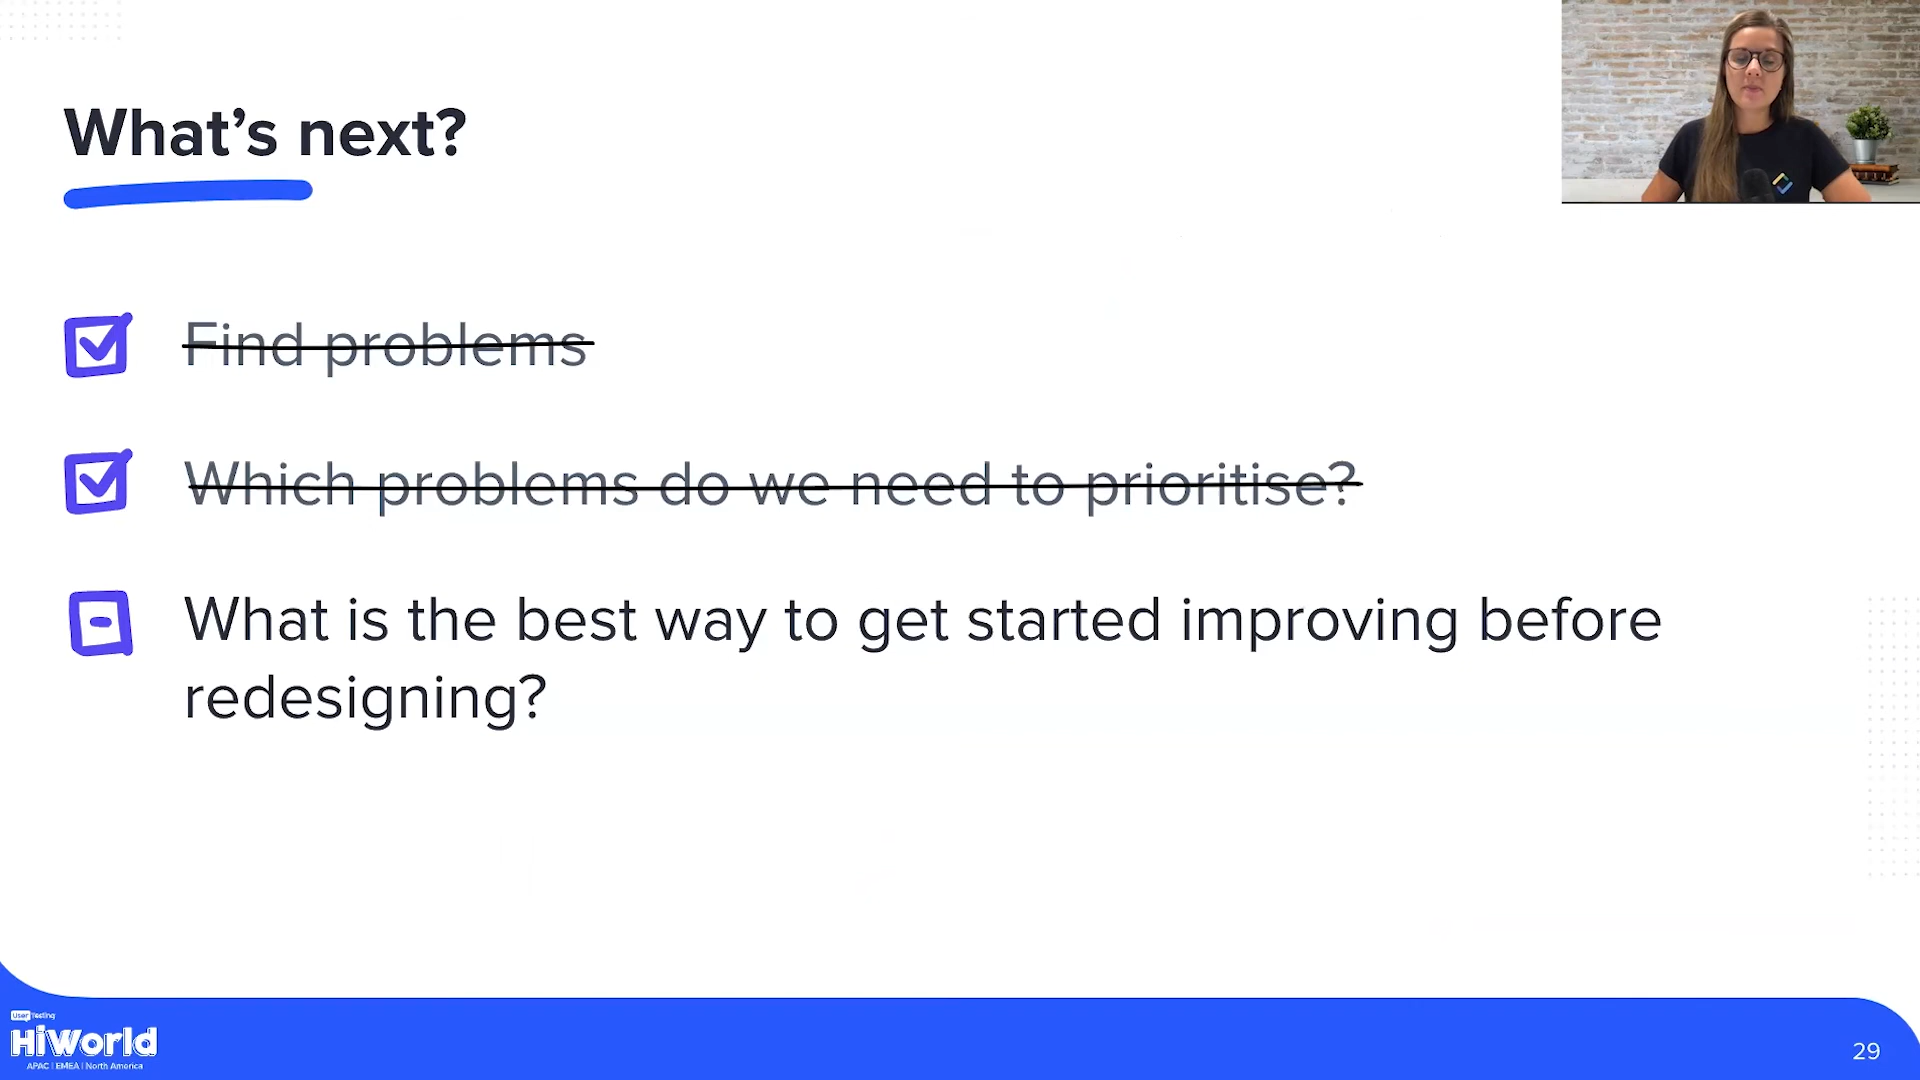 What’s next?
Find problems
Which problems do we need to prioritise?
What is the best way to get started improving before
redesigning?
UserTesting
HiWorld
APAC | EMEA | North America
29